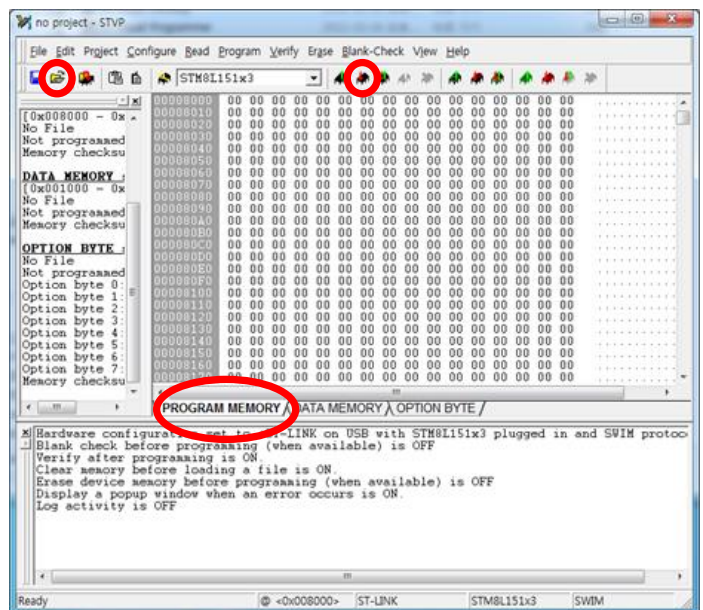 no project - STVP
File Edit Project Configure Read Program Verify Erase Blank-Check View Help
STM8L151x3
[0x008000 - 0x
No File
Not programmed
Memory checksu
DATA MEMORY :
[0x001000 - 0x
No File
Not programmed
Memory checksu
OPTION BYTE :
No File
Not programmed
Option byte 0:
Option byte 1:
Option byte 2:
Option byte 3:
Option byte 4:
Option byte 5:
Option byte 6:
Option byte 7:
Memory checksu
00008000 00 00 00 00 00 00 00 00 00 00 00 00 00 00 00 00 ................
00008010 00 00 00 00 00 00 00 00 00 00 00 00 00 00 00 00 ................
00008020 00 00 00 00 00 00 00 00 00 00 00 00 00 00 00 00 ................
00008030 00 00 00 00 00 00 00 00 00 00 00 00 00 00 00 00 ................
00008040 00 00 00 00 00 00 00 00 00 00 00 00 00 00 00 00 ................
00008050 00 00 00 00 00 00 00 00 00 00 00 00 00 00 00 00 ................
00008060 00 00 00 00 00 00 00 00 00 00 00 00 00 00 00 00 ................
00008070 00 00 00 00 00 00 00 00 00 00 00 00 00 00 00 00 ................
00008080 00 00 00 00 00 00 00 00 00 00 00 00 00 00 00 00 ................
00008090 00 00 00 00 00 00 00 00 00 00 00 00 00 00 00 00 ................
000080A0 00 00 00 00 00 00 00 00 00 00 00 00 00 00 00 00 ................
000080B0 00 00 00 00 00 00 00 00 00 00 00 00 00 00 00 00 ................
000080C0 00 00 00 00 00 00 00 00 00 00 00 00 00 00 00 00 ................
000080D0 00 00 00 00 00 00 00 00 00 00 00 00 00 00 00 00 ................
000080E0 00 00 00 00 00 00 00 00 00 00 00 00 00 00 00 00 ................
000080F0 00 00 00 00 00 00 00 00 00 00 00 00 00 00 00 00 ................
00008100 00 00 00 00 00 00 00 00 00 00 00 00 00 00 00 00 ................
00008110 00 00 00 00 00 00 00 00 00 00 00 00 00 00 00 00 ................
00008120 00 00 00 00 00 00 00 00 00 00 00 00 00 00 00 00 ................
00008130 00 00 00 00 00 00 00 00 00 00 00 00 00 00 00 00 ................
00008140 00 00 00 00 00 00 00 00 00 00 00 00 00 00 00 00 ................
00008150 00 00 00 00 00 00 00 00 00 00 00 00 00 00 00 00 ................
00008160 00 00 00 00 00 00 00 00 00 00 00 00 00 00 00 00 ................
00008170 00 00 00 00 00 00 00 00 00 00 00 00 00 00 00 00
PROGRAM MEMORY DATA MEMORY OPTION BYTE
Hardware configuration set to ST-LINK on USB with STM8L151x3 plugged in and SWIM protoco
Blank check before programming (when available) is OFF
Verify after programming is ON.
Clear memory before loading a file is ON.
Erase device memory before programming (when available) is OFF
Display a popup window when an error occurs is ON.
Log activity is OFF
Ready @ <0x008000> ST-LINK STM8L151x3 SWIM